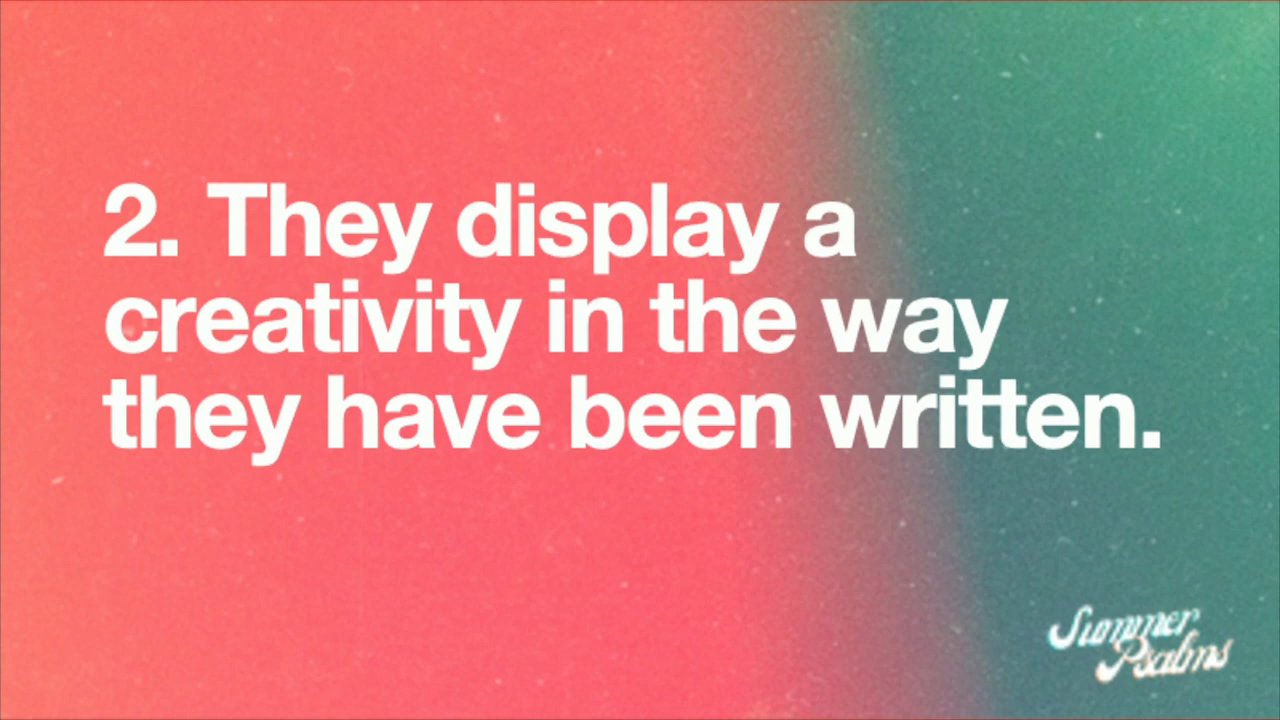 2. They display a
creativity in the way
they have been written.
Summer
Psalms